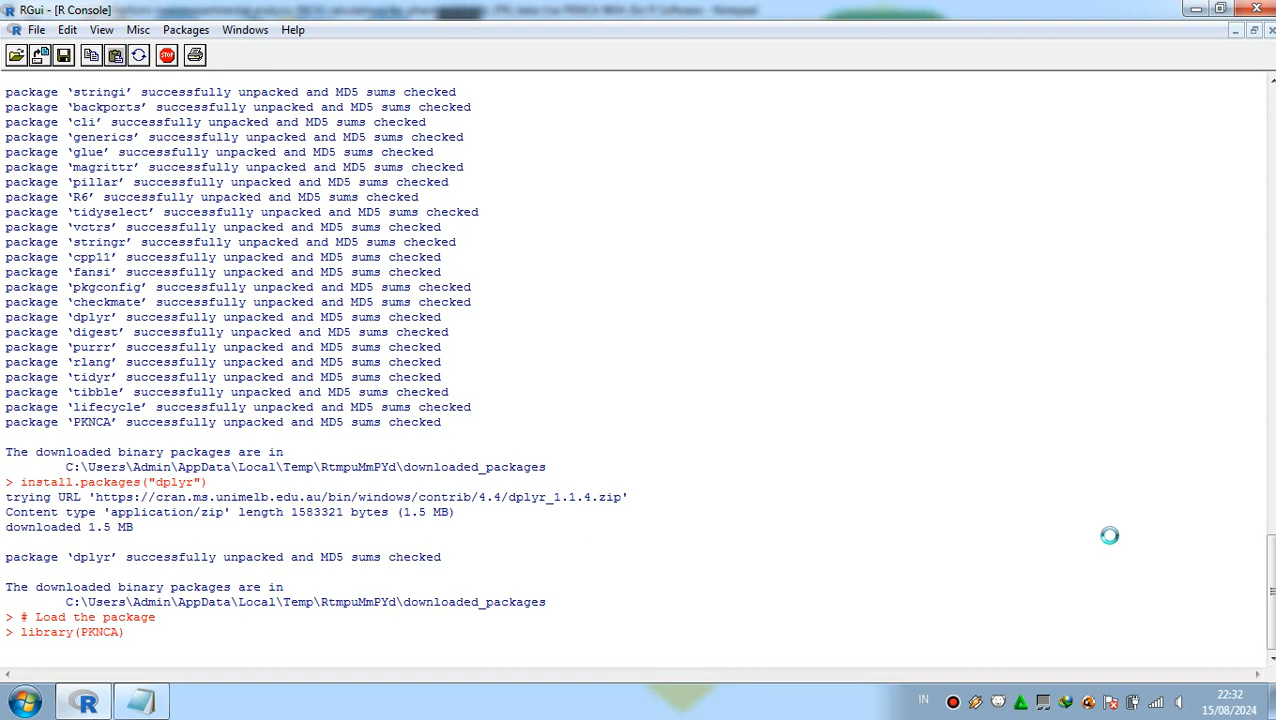 RGui - [R Console]
File Edit View Misc Packages Windows Help
STOP
package ‘stringi’ successfully unpacked and MD5 sums checked
package ‘backports’ successfully unpacked and MD5 sums checked
package ‘cli’ successfully unpacked and MD5 sums checked
package ‘generics’ successfully unpacked and MD5 sums checked
package ‘glue’ successfully unpacked and MD5 sums checked
package ‘magrittr’ successfully unpacked and MD5 sums checked
package ‘pillar’ successfully unpacked and MD5 sums checked
package ‘R6’ successfully unpacked and MD5 sums checked
package ‘tidyselect’ successfully unpacked and MD5 sums checked
package ‘vctrs’ successfully unpacked and MD5 sums checked
package ‘stringr’ successfully unpacked and MD5 sums checked
package ‘cpp11’ successfully unpacked and MD5 sums checked
package ‘fansi’ successfully unpacked and MD5 sums checked
package ‘pkgconfig’ successfully unpacked and MD5 sums checked
package ‘checkmate’ successfully unpacked and MD5 sums checked
package ‘dplyr’ successfully unpacked and MD5 sums checked
package ‘digest’ successfully unpacked and MD5 sums checked
package ‘purrr’ successfully unpacked and MD5 sums checked
package ‘rlang’ successfully unpacked and MD5 sums checked
package ‘tidyr’ successfully unpacked and MD5 sums checked
package ‘tibble’ successfully unpacked and MD5 sums checked
package ‘lifecycle’ successfully unpacked and MD5 sums checked
package ‘PKNCA’ successfully unpacked and MD5 sums checked
The downloaded binary packages are in
C:\Users\Admin\AppData\Local\Temp\RtmpuMmPYd\downloaded_packages
> install.packages("dplyr")
trying URL 'https://cran.ms.unimelb.edu.au/bin/windows/contrib/4.4/dplyr_1.1.4.zip'
Content type 'application/zip' length 1583321 bytes (1.5 MB)
downloaded 1.5 MB
package ‘dplyr’ successfully unpacked and MD5 sums checked
The downloaded binary packages are in
C:\Users\Admin\AppData\Local\Temp\RtmpuMmPYd\downloaded_packages
> # Load the package
> library(PKNCA)
IN
22:32
15/08/2024